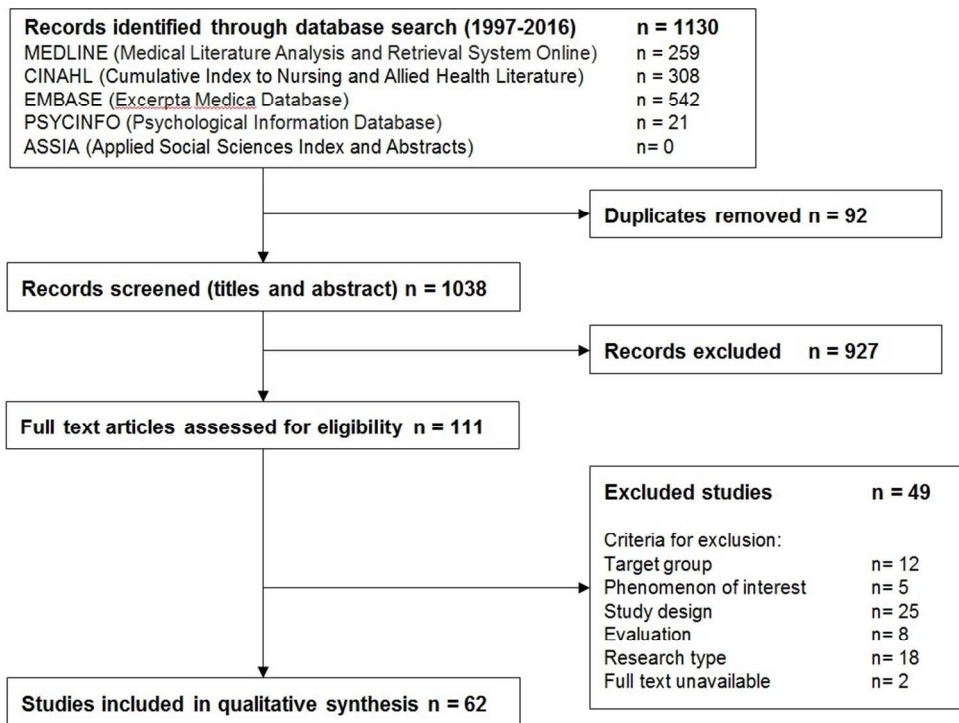 Records identified through database search (1997-2016) n = 1130
MEDLINE (Medical Literature Analysis and Retrieval System Online) n = 259
CINAHL (Cumulative Index to Nursing and Allied Health Literature) n = 308
EMBASE (Excerpta Medica Database) n = 542
PSYCINFO (Psychological Information Database) n = 21
ASSIA (Applied Social Sciences Index and Abstracts) n= 0
Duplicates removed n = 92
Records screened (titles and abstract) n = 1038
Records excluded n = 927
Full text articles assessed for eligibility n = 111
Excluded studies n = 49
Criteria for exclusion:
Target group n= 12
Phenomenon of interest n= 5
Study design n= 25
Evaluation n= 8
Research type n= 18
Full text unavailable n= 2
Studies included in qualitative synthesis n = 62